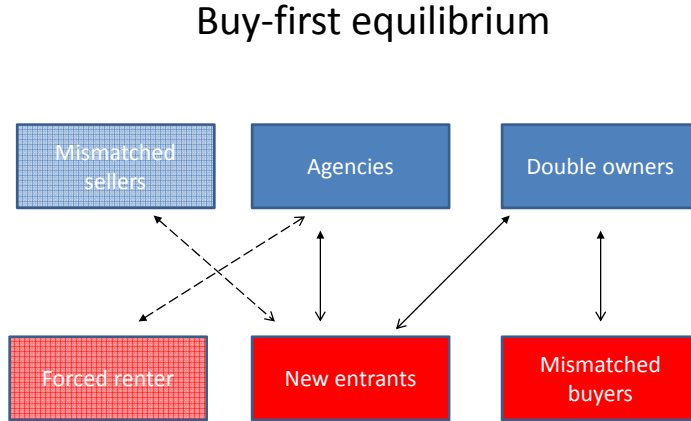 Buy-first equilibrium
Mismatched
sellers
Agencies
Double owners
Forced renter
New entrants
Mismatched
buyers